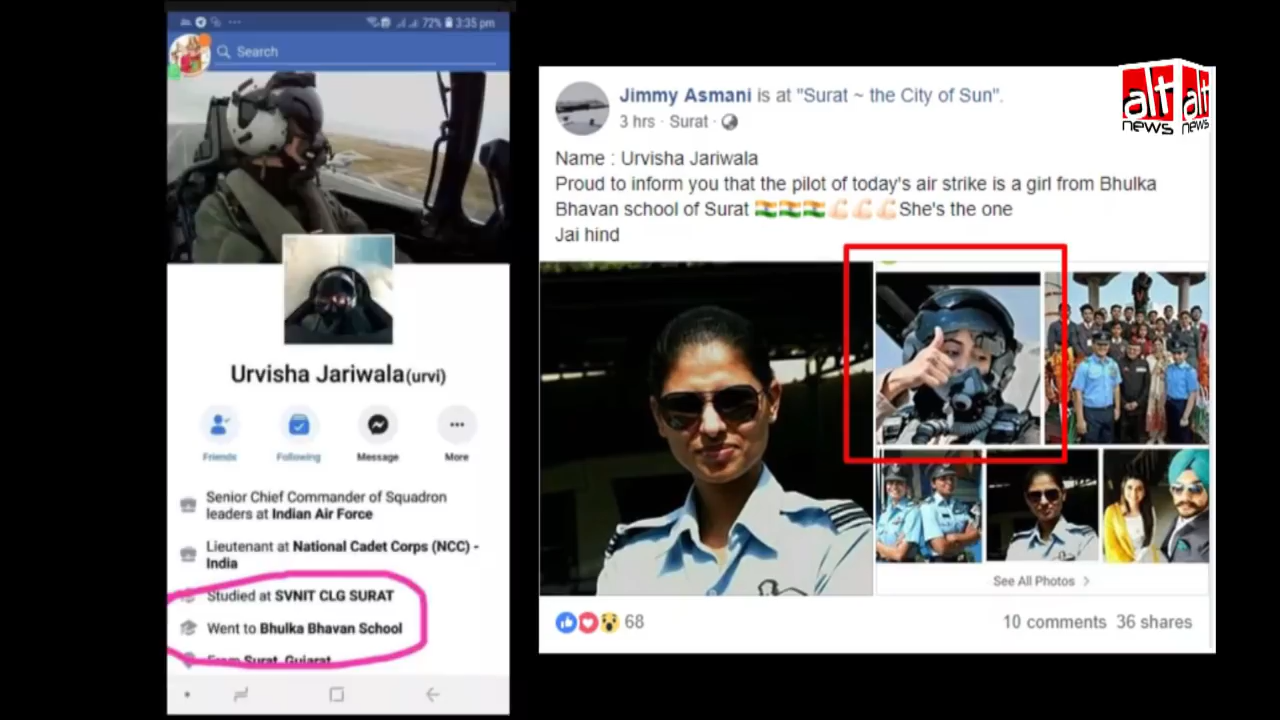 72% 3:35 pm
Search
Urvisha Jariwala(urvi)
Friends
Following
Message
More
Senior Chief Commander of Squadron
leaders at Indian Air Force
Lieutenant at National Cadet Corps (NCC) -
India
Studied at SVNIT CLG SURAT
Went to Bhulka Bhavan School
From Surat, Gujarat
Jimmy Asmani is at "Surat ~ the City of Sun".
3 hrs · Surat ·
Name : Urvisha Jariwala
Proud to inform you that the pilot of today's air strike is a girl from Bhulka
Bhavan school of Surat 🇮🇳🇮🇳🇮🇳💪🏻💪🏻💪🏻She's the one
Jai hind
See All Photos >
68
10 comments 36 shares
alt news
alt news